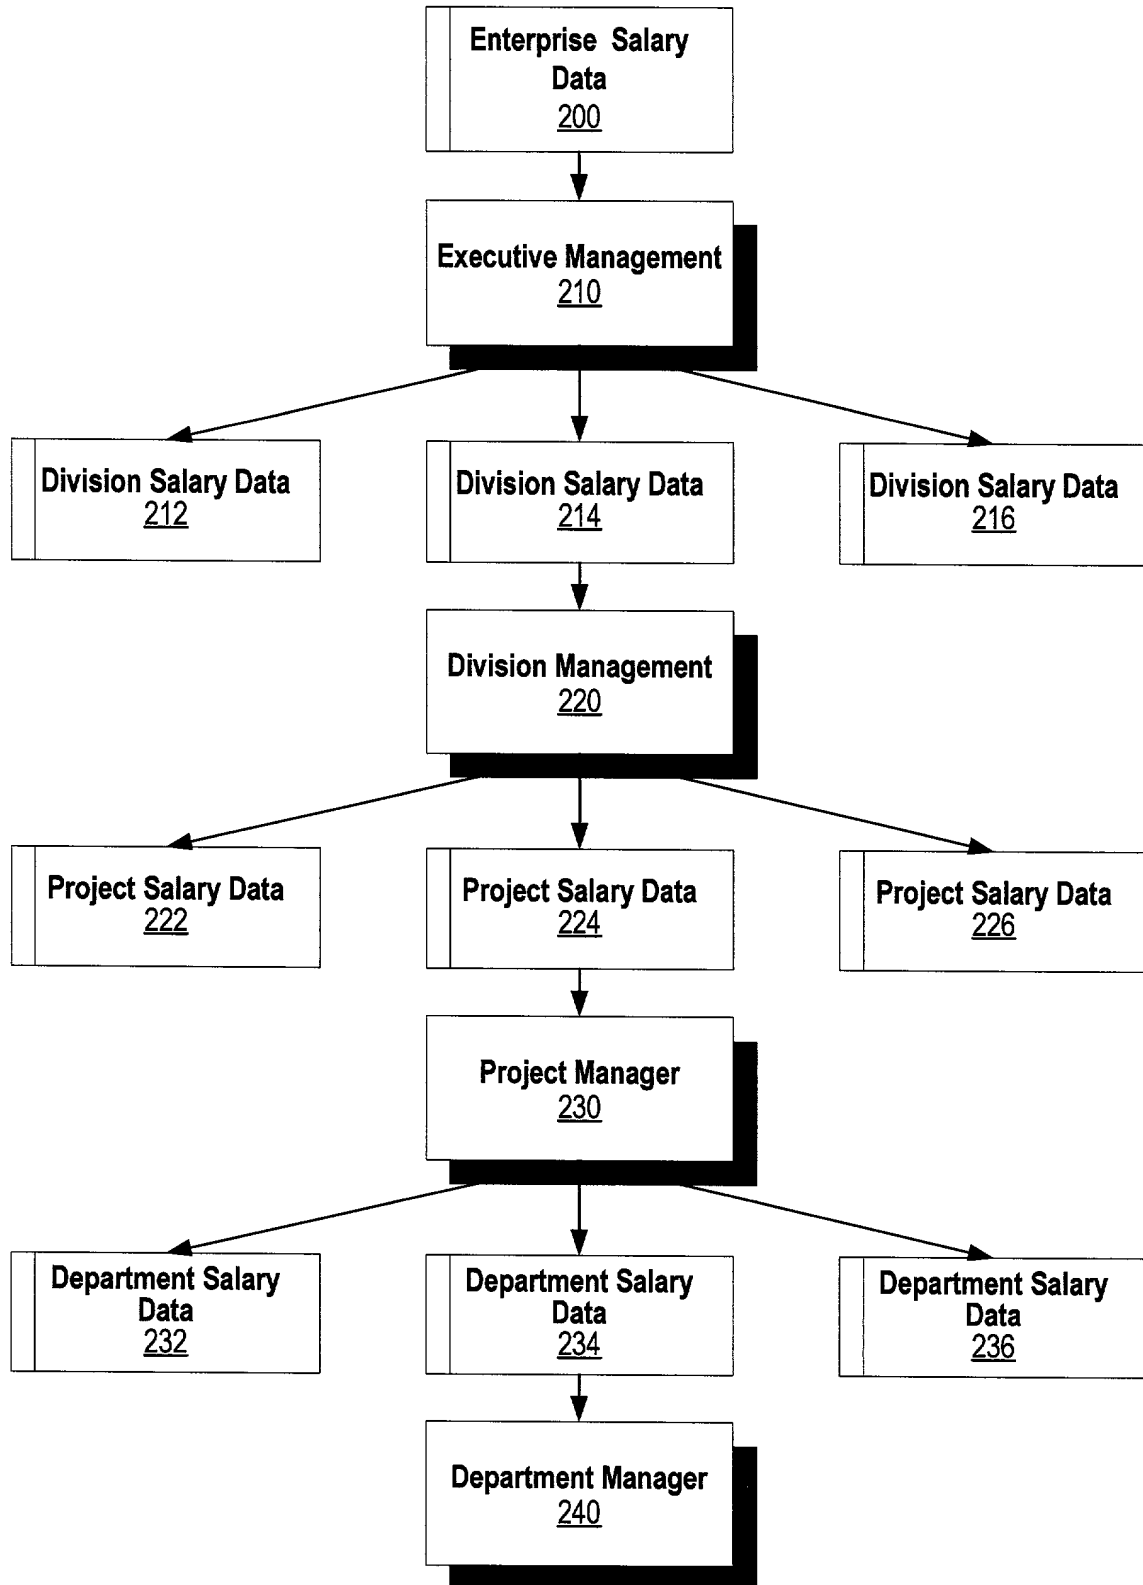 Enterprise Salary
Data
200
Executive Management
210
Division Salary Data
212
Division Salary Data
214
Division Salary Data
216
Division Management
220
Project Salary Data
222
Project Salary Data
224
Project Salary Data
226
Project Manager
230
Department Salary
Data
232
Department Salary
Data
234
Department Salary
Data
236
Department Manager
240